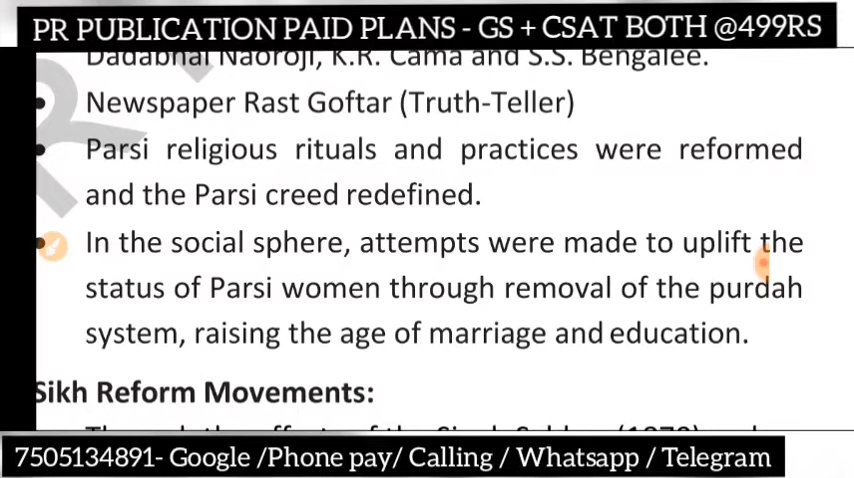 PR PUBLICATION PAID PLANS - GS + CSAT BOTH @499RS
Dadabhai Naoroji, K.R. Cama and S.S. Bengalee.
Newspaper Rast Goftar (Truth-Teller)
Parsi religious rituals and practices were reformed
and the Parsi creed redefined.
In the social sphere, attempts were made to uplift the
status of Parsi women through removal of the purdah
system, raising the age of marriage and education.
Sikh Reform Movements:
7505134891- Google /Phone pay/ Calling / Whatsapp / Telegram